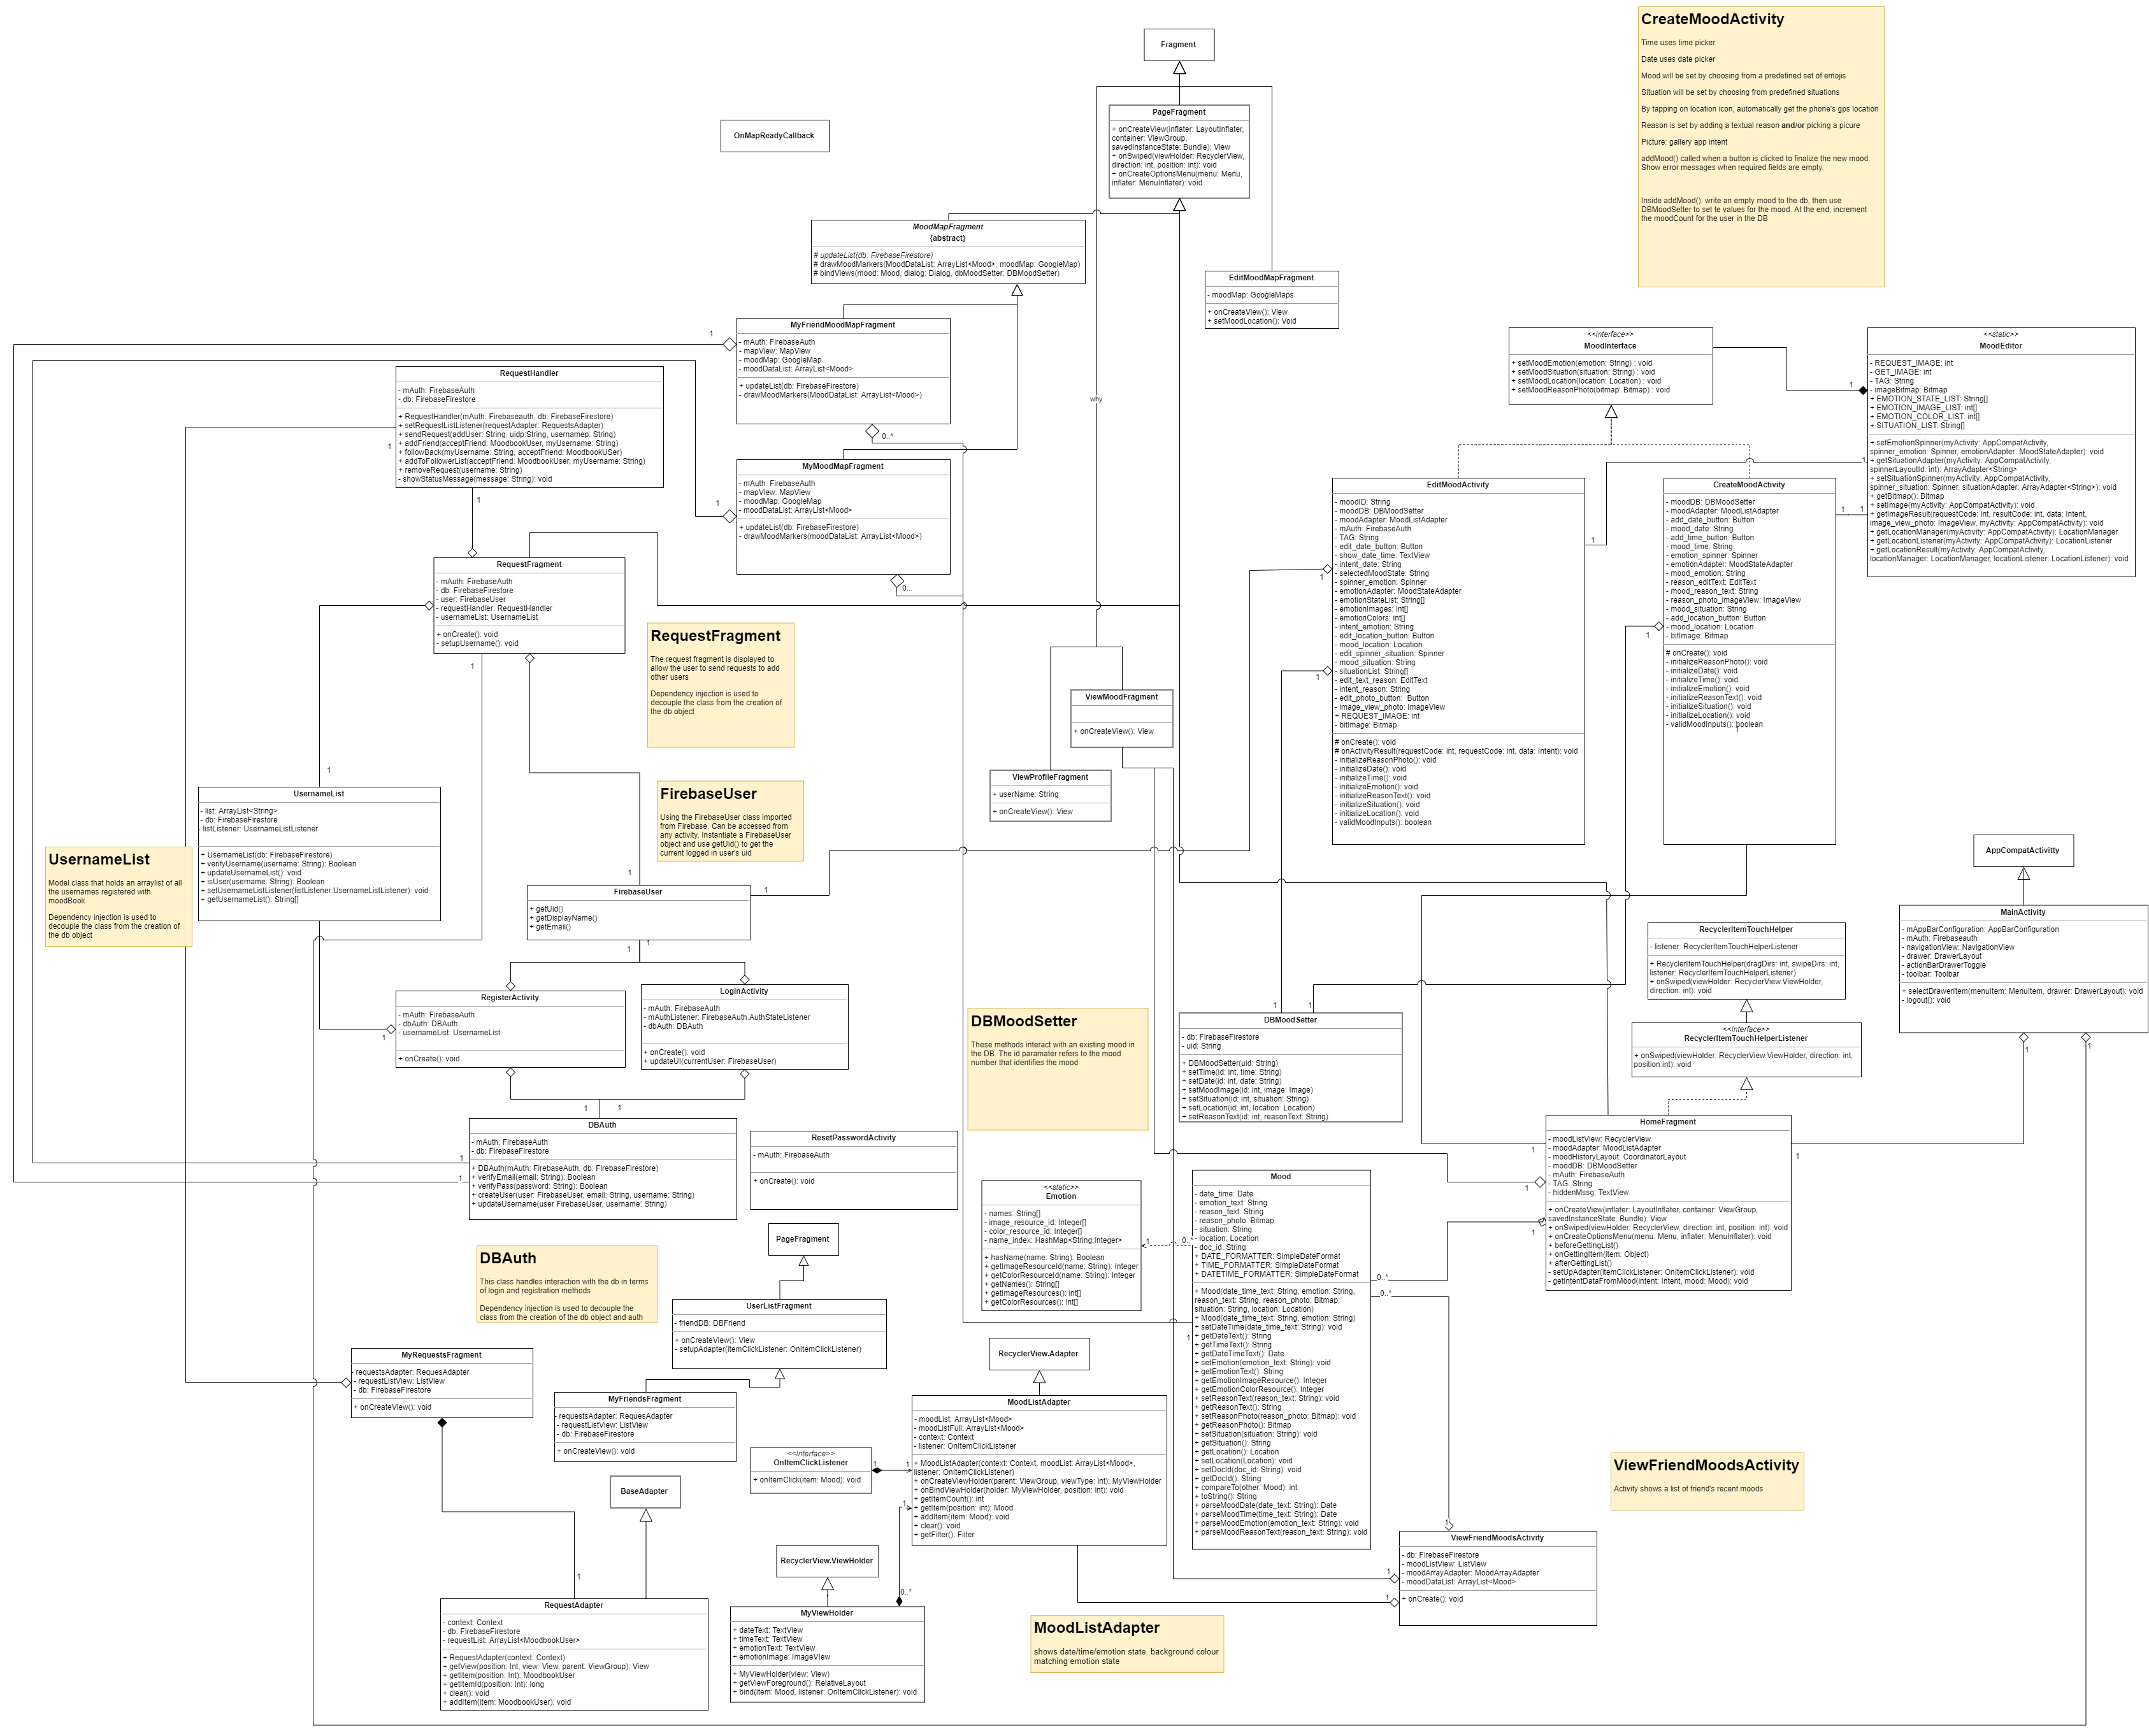 CreateMoodActivity
Time uses time picker
Date uses date picker
Mood will be set by choosing from a predefined set of emojis
Situation will be set by choosing from predefined situations
By tapping on location icon, automatically get the phone's gps location
Reason is set by adding a textual reason and/or picking a picure
Picture: gallery app intent
addMood() called when a button is clicked to finalize the new mood.
Show error messages when required fields are empty.
Inside addMood(): write an empty mood to the db, then use
DBMoodSetter to set te values for the mood. At the end, increment
the moodCount for the user in the DB
Fragment
OnMapReadyCallback
PageFragment
+ onCreateView(inflater: LayoutInflater,
container: ViewGroup,
savedInstanceState: Bundle): View
+ onSwiped(viewHolder: RecyclerView,
direction: int, position: int): void
+ onCreateOptionsMenu(menu: Menu,
inflater: MenuInflater): void
MoodMapFragment
{abstract}
# updateList(db: FirebaseFirestore)
# drawMoodMarkers(MoodDataList: ArrayList<Mood>, moodMap: GoogleMap)
# bindViews(mood: Mood, dialog: Dialog, dbMoodSetter: DBMoodSetter)
EditMoodMapFragment
- moodMap: GoogleMaps
+ onCreateView(): View
+ setMoodLocation(): Void
MyFriendMoodMapFragment
- mAuth: FirebaseAuth
- mapView: MapView
- moodMap: GoogleMap
- moodDataList: ArrayList<Mood>
+ updateList(db: FirebaseFirestore)
- drawMoodMarkers(MoodDataList: ArrayList<Mood>)
1
0..*
why
<<interface>>
MoodInterface
+ setMoodEmotion(emotion: String) : void
+ setMoodSituation(situation: String) : void
+ setMoodLocation(location: Location) : void
+ setMoodReasonPhoto(bitmap: Bitmap) : void
1
<<static>>
MoodEditor
- REQUEST_IMAGE: int
- GET_IMAGE: int
- TAG: String
- imageBitmap: Bitmap
+ EMOTION_STATE_LIST: String[]
+ EMOTION_IMAGE_LIST: int[]
+ EMOTION_COLOR_LIST: int[]
+ SITUATION_LIST: String[]
+ setEmotionSpinner(myActivity: AppCompatActivity,
spinner_emotion: Spinner, emotionAdapter: MoodStateAdapter): void
+ getSituationAdapter(myActivity: AppCompatActivity,
spinnerLayoutId: int): ArrayAdapter<String>
+ setSituationSpinner(myActivity: AppCompatActivity,
spinner_situation: Spinner, situationAdapter: ArrayAdapter<String>): void
+ getBitmap(): Bitmap
+ setImage(myActivity: AppCompatActivity): void
+ getImageResult(requestCode: int, resultCode: int, data: Intent,
image_view_photo: ImageView, myActivity: AppCompatActivity): void
+ getLocationManager(myActivity: AppCompatActivity): LocationManager
+ getLocationListener(myActivity: AppCompatActivity): LocationListener
+ getLocationResult(myActivity: AppCompatActivity,
locationManager: LocationManager, locationListener: LocationListener): void
1
1
1
1
RequestHandler
- mAuth: FirebaseAuth
- db: FirebaseFirestore
+ RequestHandler(mAuth: Firebaseauth, db: FirebaseFirestore)
+ setRequestListListener(requestAdapter: RequestsAdapter)
+ sendRequest(addUser: String, uidp:String, usernamep: String)
+ addFriend(acceptFriend: MoodbookUser, myUsername: String)
+ followBack(myUsername: String, acceptFriend: MoodbookUSer)
+ addToFollowerList(acceptFriend: MoodbookUser, myUsername: String)
+ removeRequest(username: String)
- showStatusMessage(message: String): void
1
1
MyMoodMapFragment
- mAuth: FirebaseAuth
- mapView: MapView
- moodMap: GoogleMap
- moodDataList: ArrayList<Mood>
+ updateList(db: FirebaseFirestore)
- drawMoodMarkers(moodDataList: ArrayList<Mood>)
1
0...
EditMoodActivity
- moodID: String
- moodDB: DBMoodSetter
- moodAdapter: MoodListAdapter
- mAuth: FirebaseAuth
- TAG: String
- edit_date_button: Button
- show_date_time: TextView
- intent_date: String
- selectedMoodState: String
- spinner_emotion: Spinner
- emotionAdapter: MoodStateAdapter
- emotionStateList: String[]
- emotionImages: int[]
- emotionColors: int[]
- intent_emotion: String
- edit_location_button: Button
- mood_location: Location
- edit_spinner_situation: Spinner
- mood_situation: String
- situationList: String[]
- edit_text_reason: EditText
- intent_reason: String
- edit_photo_button: Button
- image_view_photo: ImageView
+ REQUEST_IMAGE: int
- bitImage: Bitmap
# onCreate(): void
# onActivityResult(requestCode: int, requestCode: int, data: Intent): void
- initializeReasonPhoto(): void
- initializeDate(): void
- initializeTime(): void
- initializeEmotion(): void
- initializeReasonText(): void
- initializeSituation(): void
- initializeLocation(): void
- validMoodInputs(): boolean
1
1
CreateMoodActivity
- moodDB: DBMoodSetter
- moodAdapter: MoodListAdapter
- add_date_button: Button
- mood_date: String
- add_time_button: Button
- mood_time: String
- emotion_spinner: Spinner
- emotionAdapter: MoodStateAdapter
- mood_emotion: String
- reason_editText: EditText
- mood_reason_text: String
- reason_photo_imageView: ImageView
- mood_situation: String
- add_location_button: Button
- mood_location: Location
- bitImage: Bitmap
# onCreate(): void
- initializeReasonPhoto(): void
- initializeDate(): void
- initializeTime(): void
- initializeEmotion(): void
- initializeReasonText(): void
- initializeSituation(): void
- initializeLocation(): void
- validMoodInputs(): boolean
1
1
RequestFragment
- mAuth: FirebaseAuth
- db: FirebaseFirestore
- user: FirebaseUser
- requestHandler: RequestHandler
- usernameList: UsernameList
+ onCreate(): void
- setupUsername(): void
1
RequestFragment
The request fragment is displayed to
allow the user to send requests to add
other users
Dependency injection is used to
decouple the class from the creation of
the db object
ViewMoodFragment
+ onCreateView(): View
ViewProfileFragment
+ userName: String
+ onCreateView(): View
1
UsernameList
- list: ArrayList<String>
- db: FirebaseFirestore
- listListener: UsernameListListener
+ UsernameList(db: FirebaseFirestore)
+ verifyUsername(username: String): Boolean
+ updateUsernameList(): void
+ isUser(username: String): Boolean
+ setUsernameListListener(listListener:UsernameListListener): void
+ getUsernameList(): String[]
UsernameList
Model class that holds an arraylist of all
the usernames registered with
moodBook
Dependency injection is used to
decouple the class from the creation of
the db object
FirebaseUser
Using the FirebaseUser class imported
from Firebase. Can be accessed from
any activity. Instantiate a FirebaseUser
object and use getUid() to get the
current logged in user's uid
1
FirebaseUser
+ getUid()
+ getDisplayName()
+ getEmail()
1
1
1
AppCompatActivitty
MainActivity
- mAppBarConfiguration: AppBarConfiguration
- mAuth: Firebaseauth
- navigationView: NavigationView
- drawer: DrawerLayout
- actionBarDrawerToggle
- toolbar: Toolbar
+ selectDrawerItem(menuItem: MenuItem, drawer: DrawerLayout): void
- logout(): void
1
1
RecyclerItemTouchHelper
- listener: RecyclerItemTouchHelperListener
+ RecyclerItemTouchHelper(dragDirs: int, swipeDirs: int,
listener: RecyclerItemTouchHelperListener)
+ onSwiped(viewHolder: RecyclerView.ViewHolder,
direction: int): void
<<interface>>
RecyclerItemTouchHelperListener
+ onSwiped(viewHolder: RecyclerView.ViewHolder, direction: int,
position:int): void
RegisterActivity
- mAuth: FirebaseAuth
- dbAuth: DBAuth
- usernameList: UsernameList
+ onCreate(): void
1
LoginActivity
- mAuth: FirebaseAuth
- mAuthListener: FirebaseAuth.AuthStateListener
- dbAuth: DBAuth
+ onCreate(): void
+ updateUI(currentUser: FirebaseUser)
DBMoodSetter
These methods interact with an existing mood in
the DB. The id paramater refers to the mood
number that identifies the mood
1
1
DBMoodSetter
- db: FirebaseFirestore
- uid: String
+ DBMoodSetter(uid: String)
+ setTime(id: int, time: String)
+ setDate(id: int, date: String)
+ setMoodImage(id: int, image: Image)
+ setSituation(id: int, situation: String)
+ setLocation(id: int, location: Location)
+ setReasonText(id: int, reasonText: String)
1
1
DBAuth
- mAuth: FirebaseAuth
- db: FirebaseFirestore
+ DBAuth(mAuth: FirebaseAuth, db: FirebaseFirestore)
+ verifyEmail(email: String): Boolean
+ verifyPass(password: String): Boolean
+ createUser(user: FirebaseUser, email: String, username: String)
+ updateUsername(user FirebaseUser, username: String)
1
1
ResetPasswordActivity
- mAuth: FirebaseAuth
+ onCreate(): void
HomeFragment
- moodListView: RecyclerView
- moodAdapter: MoodListAdapter
- moodHistoryLayout: CoordinatorLayout
- moodDB: DBMoodSetter
- mAuth: FirebaseAuth
- TAG: String
- hiddenMssg: TextView
+ onCreateView(inflater: LayoutInflater, container: ViewGroup,
savedInstanceState: Bundle): View
+ onSwiped(viewHolder: RecyclerView, direction: int, position: int): void
+ onCreateOptionsMenu(menu: Menu, inflater: MenuInflater): void
+ beforeGettingList()
+ onGettingItem(item: Object)
+ afterGettingList()
- setUpAdapter(itemClickListener: OnItemClickListener): void
- getIntentDataFromMood(intent: Intent, mood: Mood): void
1
1
1
1
<<static>>
Emotion
- names: String[]
- image_resource_id: Integer[]
- color_resource_id: Integer[]
- name_index: HashMap<String,Integer>
+ hasName(name: String): Boolean
+ getImageResourceId(name: String): Integer
+ getColorResourceId(name: String): Integer
+ getNames(): String[]
+ getImageResources(): int[]
+ getColorResources(): int[]
1
0..*
Mood
- date_time: Date
- emotion_text: String
- reason_text: String
- reason_photo: Bitmap
- situation: String
- location: Location
- doc_id: String
+ DATE_FORMATTER: SimpleDateFormat
+ TIME_FORMATTER: SimpleDateFormat
+ DATETIME_FORMATTER: SimpleDateFormat
+ Mood(date_time_text: String, emotion: String,
reason_text: String, reason_photo: Bitmap,
situation: String, location: Location)
+ Mood(date_time_text: String, emotion: String)
+ setDateTime(date_time_text: String): void
+ getDateText(): String
+ getTimeText(): String
+ getDateTimeText(): Date
+ setEmotion(emotion_text: String): void
+ getEmotionText(): String
+ getEmotionImageResource(): Integer
+ getEmotionColorResource(): Integer
+ setReasonText(reason_text: String): void
+ getReasonText(): String
+ setReasonPhoto(reason_photo: Bitmap): void
+ getReasonPhoto(): Bitmap
+ setSituation(situation: String): void
+ getSituation(): String
+ getLocation(): Location
+ setLocation(Location): void
+ setDocId(doc_id: String): void
+ getDocId(): String
+ compareTo(other: Mood): int
+ toString(): String
+ parseMoodDate(date_text: String): Date
+ parseMoodTime(time_text: String): Date
+ parseMoodEmotion(emotion_text: String): void
+ parseMoodReasonText(reason_text: String): void
0..*
0..*
1
DBAuth
This class handles interaction with the db in terms
of login and registration methods
Dependency injection is used to decouple the
class from the creation of the db object and auth
PageFragment
UserListFragment
- friendDB: DBFriend
+ onCreateView(): View
- setupAdapter(itemClickListener: OnItemClickListener)
MyRequestsFragment
- requestsAdapter: RequesAdapter
- requestListView: ListView
- db: FirebaseFirestore
+ onCreateView(): void
MyFriendsFragment
- requestsAdapter: RequesAdapter
- requestListView: ListView
- db: FirebaseFirestore
+ onCreateView(): void
RecyclerView.Adapter
MoodListAdapter
- moodList: ArrayList<Mood>
- moodListFull: ArrayList<Mood>
- context: Context
- listener: OnItemClickListener
+ MoodListAdapter(context: Context, moodList: ArrayList<Mood>,
listener: OnItemClickListener)
+ onCreateViewHolder(parent: ViewGroup, viewType: int): MyViewHolder
+ onBindViewHolder(holder: MyViewHolder, position: int): void
+ getItemCount(): int
+ getItem(position: int): Mood
+ addItem(item: Mood): void
+ clear(): void
+ getFilter(): Filter
<<interface>>
OnItemClickListener
+ onItemClick(item: Mood): void
1
1
1
0..*
BaseAdapter
1
RequestAdapter
- context: Context
- db: FirebaseFirestore
- requestList: ArrayList<MoodbookUser>
+ RequestAdapter(context: Context)
+ getView(position: Int, view: View, parent: ViewGroup): View
+ getItem(position: Int): MoodbookUser
+ getItemId(position: Int): long
+ clear(): void
+ addItem(item: MoodbookUser): void
RecyclerView.ViewHolder
MyViewHolder
+ dateText: TextView
+ timeText: TextView
+ emotionText: TextView
+ emotionImage: ImageView
+ MyViewHolder(view: View)
+ getViewForeground(): RelativeLayout
+ bind(item: Mood, listener: OnItemClickListener): void
MoodListAdapter
shows date/time/emotion state. background colour
matching emotion state
ViewFriendMoodsActivity
Activity shows a list of friend's recent moods
1
ViewFriendMoodsActivity
- db: FirebaseFirestore
- moodListView: ListView
- moodArrayAdapter: MoodArrayAdapter
- moodDataList: ArrayList<Mood>
+ onCreate(): void
1
1